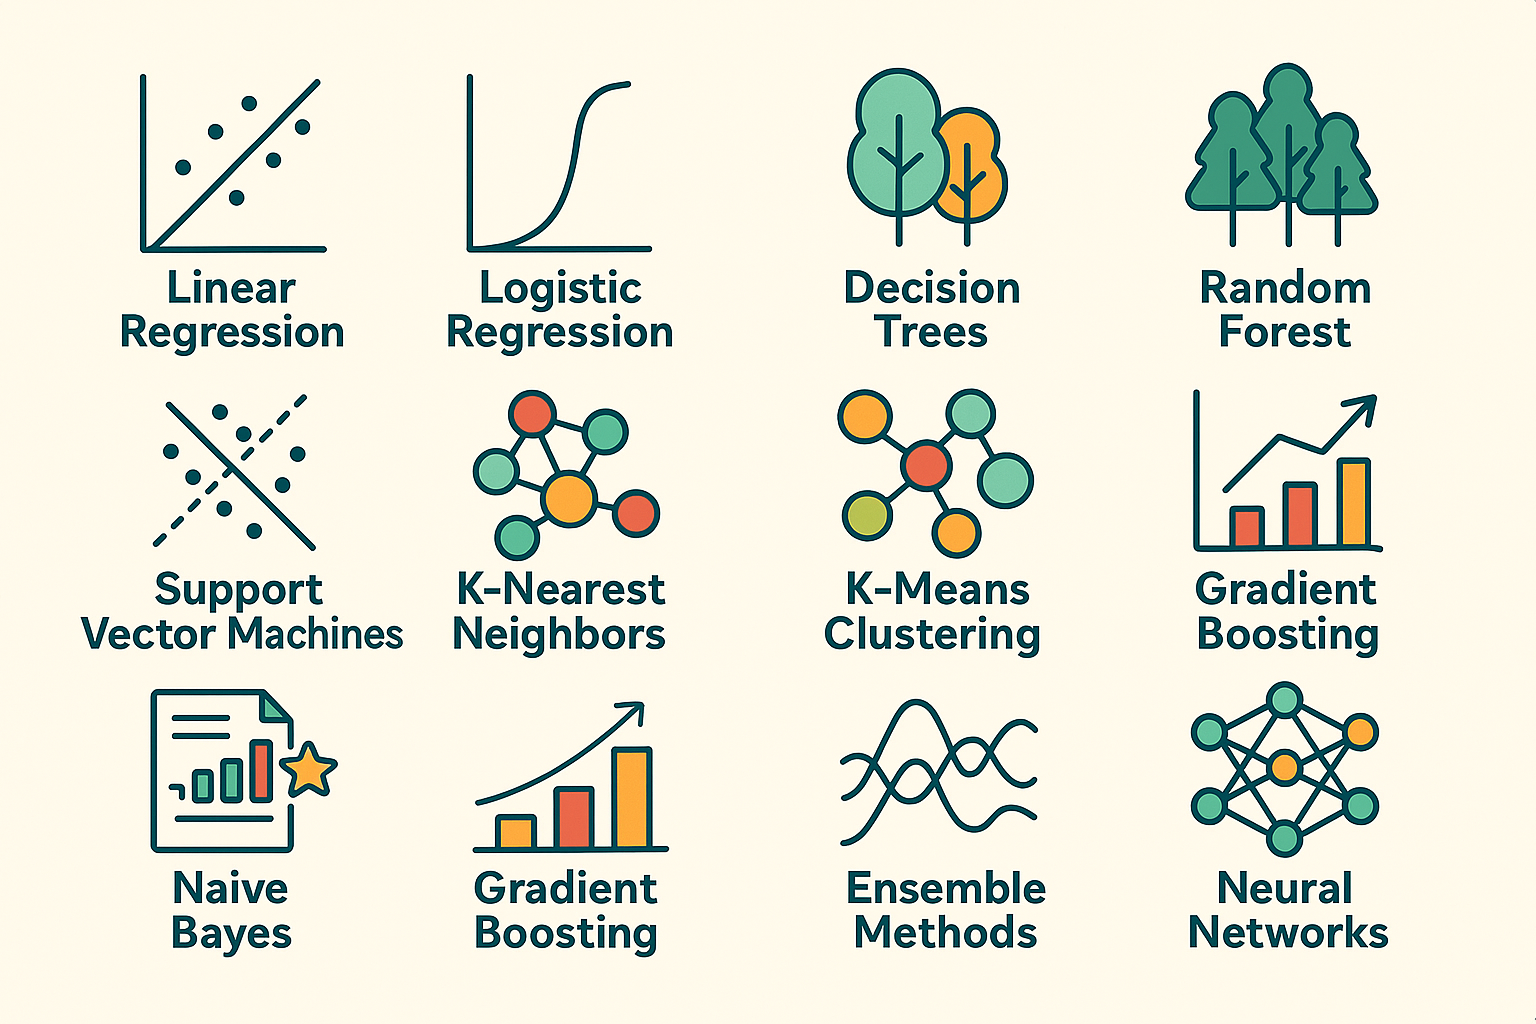 Linear
Regression
Logistic
Regression
Decision
Trees
Random
Forest
Support
Vector Machines
K-Nearest
Neighbors
K-Means
Clustering
Gradient
Boosting
Naive
Bayes
Gradient
Boosting
Ensemble
Methods
Neural
Networks